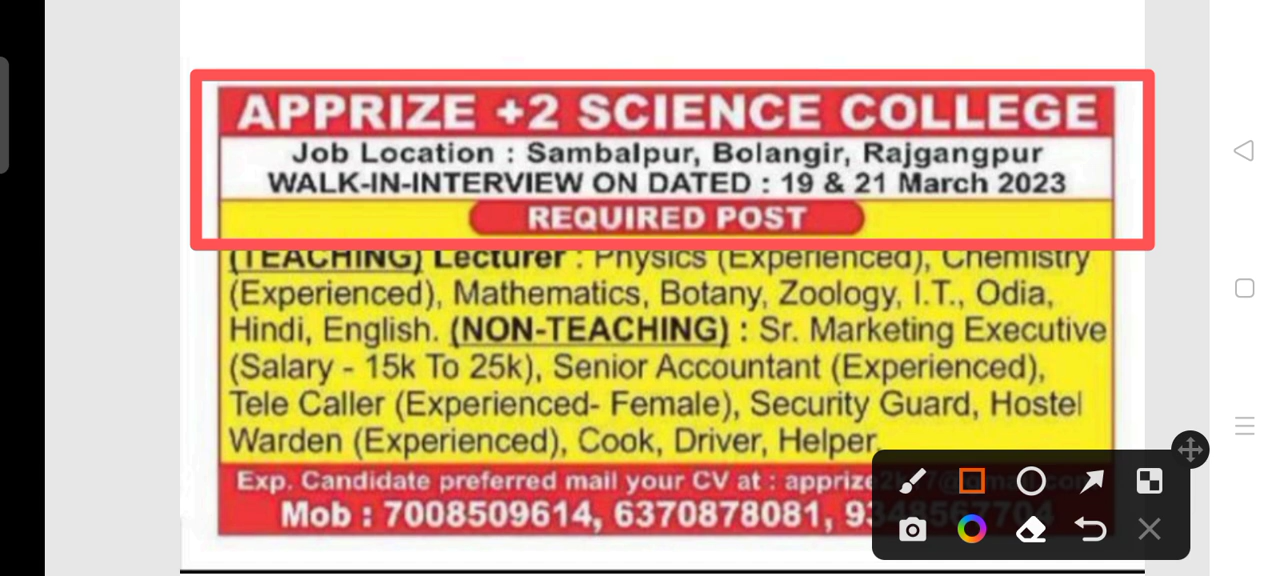 APPRIZE +2 SCIENCE COLLEGE
Job Location : Sambalpur, Bolangir, Rajgangpur
WALK-IN-INTERVIEW ON DATED : 19 & 21 March 2023
REQUIRED POST
(TEACHING) Lecturer : Physics (Experienced), Chemistry
(Experienced), Mathematics, Botany, Zoology, I.T., Odia,
Hindi, English. (NON-TEACHING) : Sr. Marketing Executive
(Salary - 15k To 25k), Senior Accountant (Experienced),
Tele Caller (Experienced- Female), Security Guard, Hostel
Warden (Experienced), Cook, Driver, Helper.
Exp. Candidate preferred mail your CV at :
Mob : 7008509614, 6370878081,